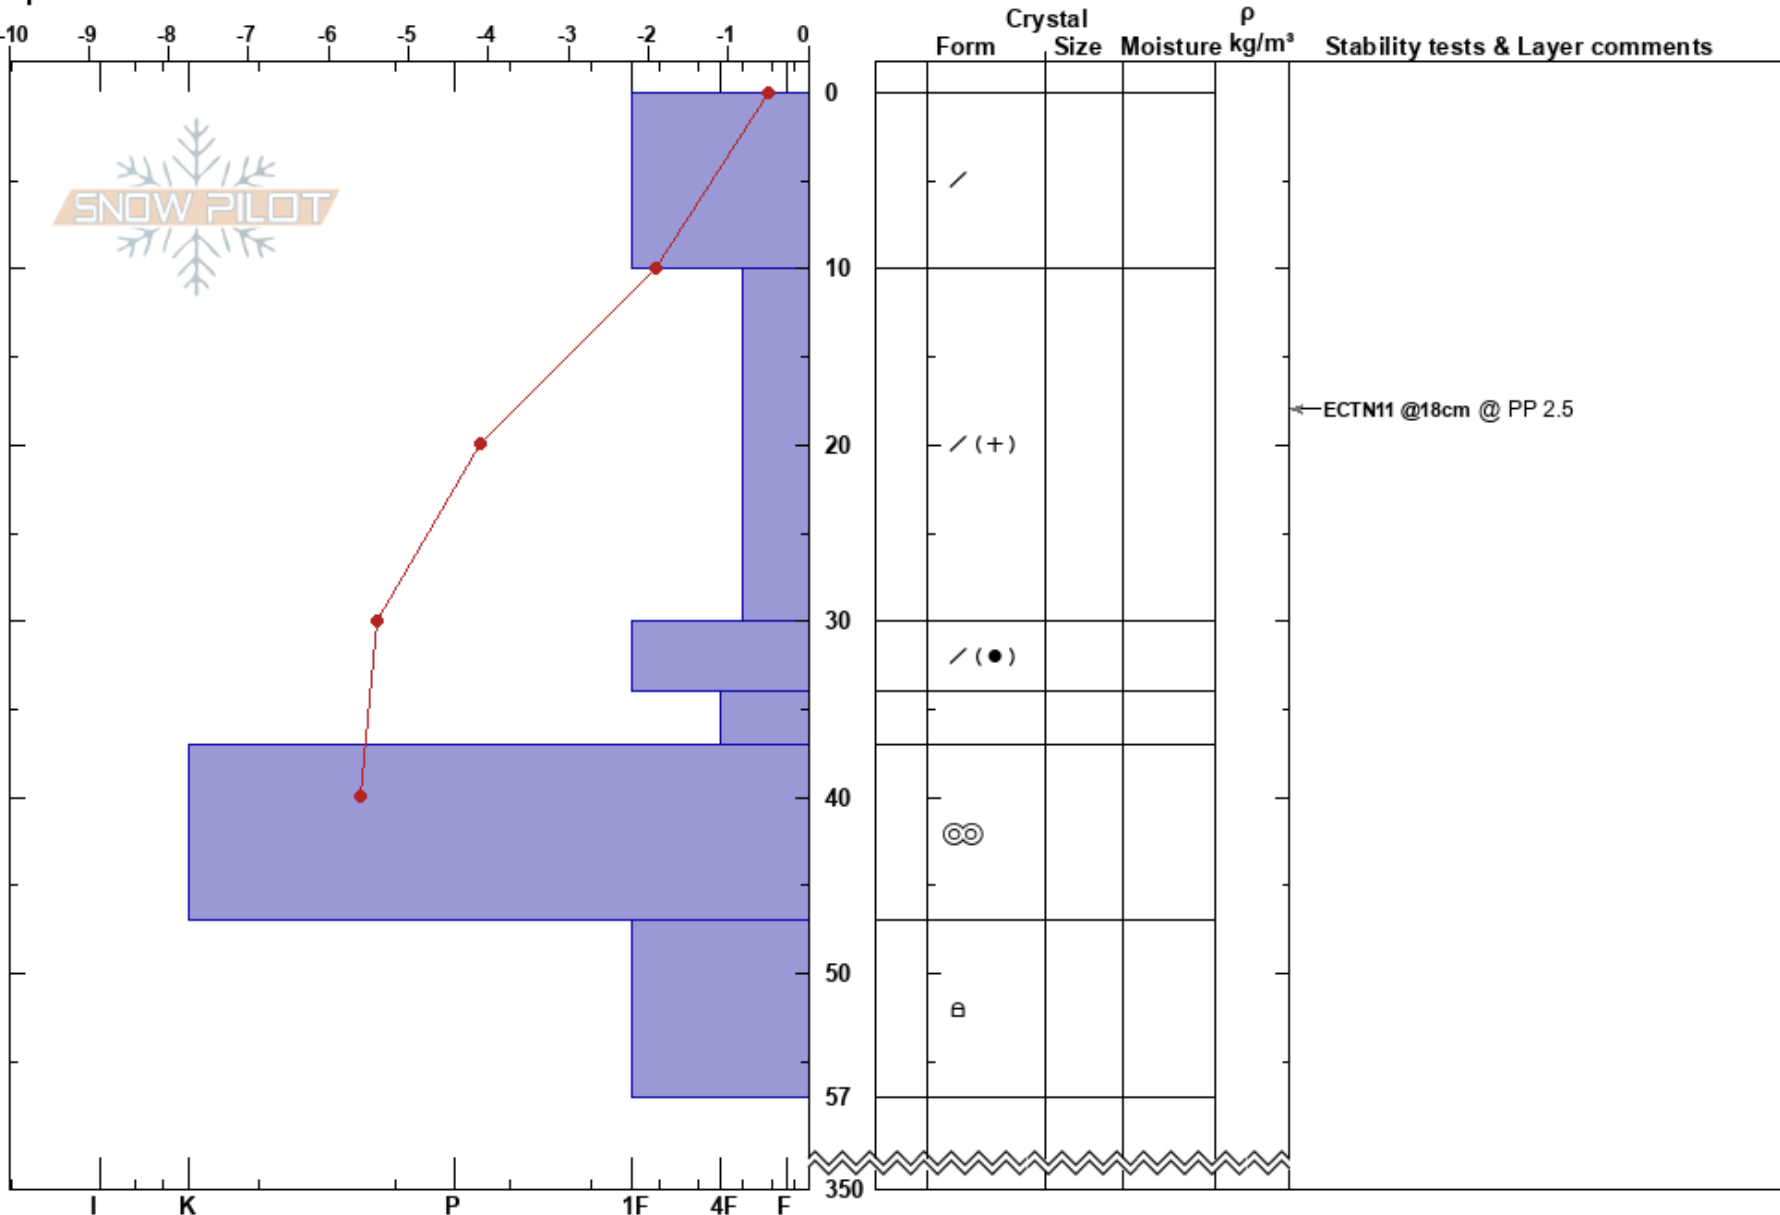 -10 -9 -8 -7 -6 -5 -4 -3 -2 -1 0
Crystal
ρ
Form Size Moisture kg/m³ Stability tests & Layer comments
0
SNOW PILOT
10
ECTN11 @18cm @ PP 2.5
20
(+)
30
(●)
40
50
57
350
I K P 1F 4F F